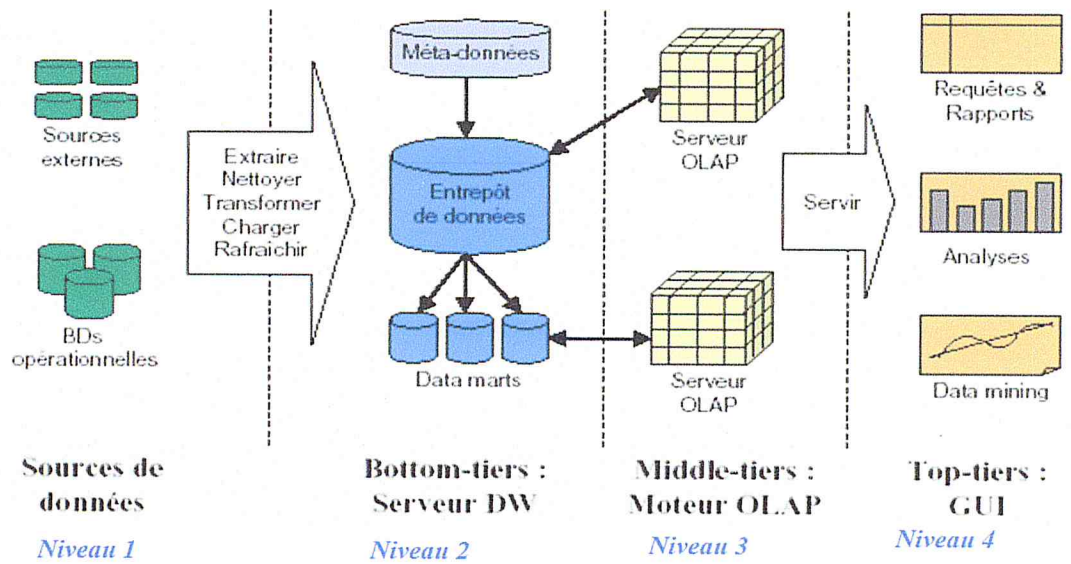 Sources
externes
BDs
opérationnelles
Extraire
Nettoyer
Transformer
Charger
Rafraichir
Méta-données
Entrepôt
de données
Data marts
Serveur
OLAP
Serveur
OLAP
Servir
Requêtes &
Rapports
Analyses
Data mining
Sources de
données
Niveau 1
Bottom-tiers :
Serveur DW
Niveau 2
Middle-tiers :
Moteur OLAP
Niveau 3
Top-tiers :
GUI
Niveau 4